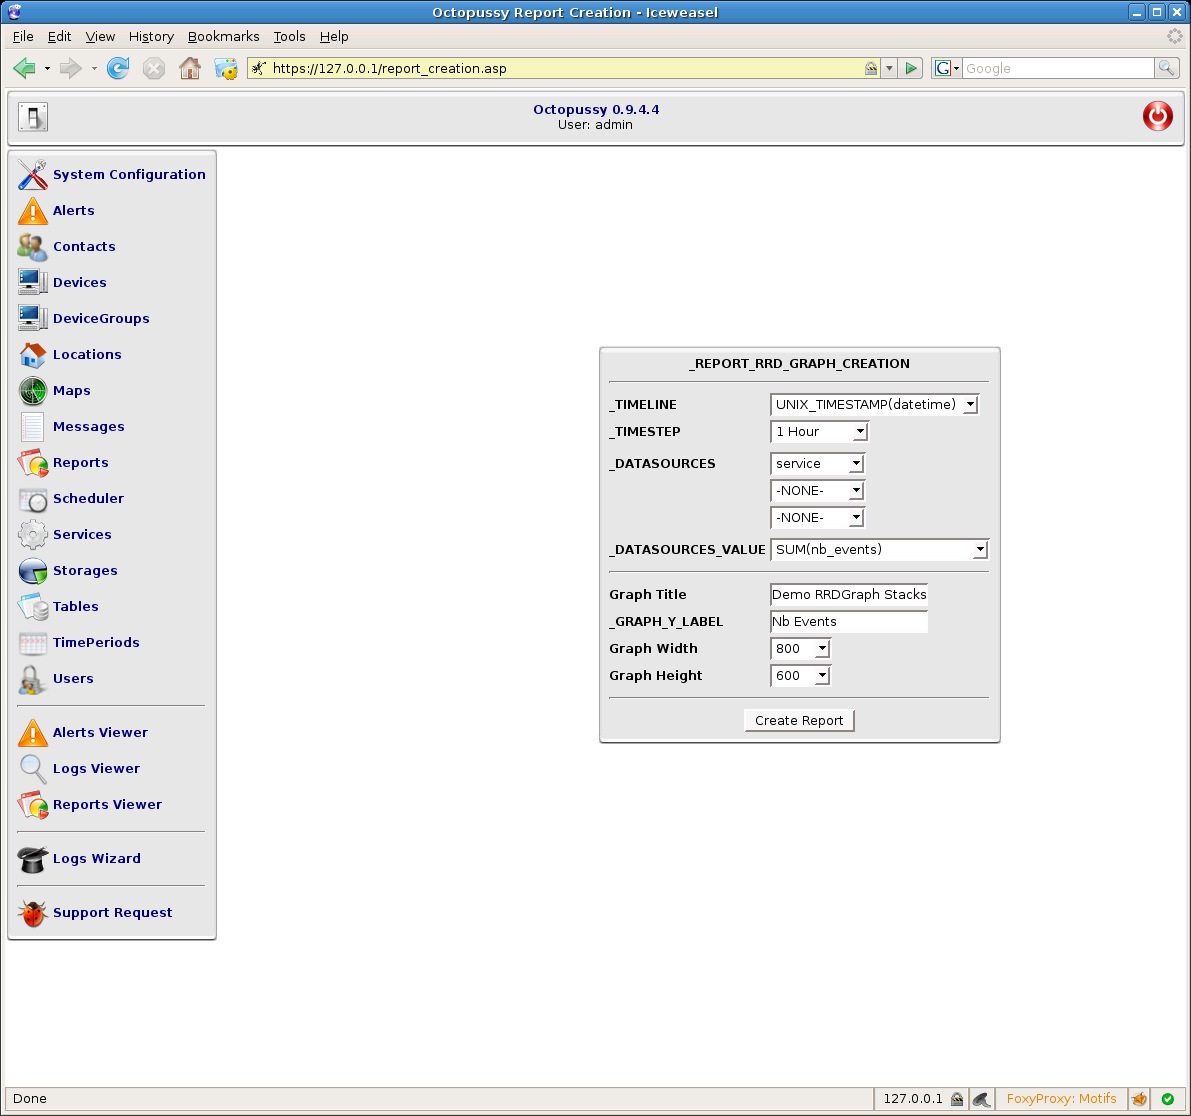 Octopussy Report Creation - Iceweasel
File Edit View History Bookmarks Tools Help
https://127.0.0.1/report_creation.asp
G Google
Octopussy 0.9.4.4
User: admin
System Configuration
Alerts
Contacts
Devices
DeviceGroups
Locations
Maps
Messages
Reports
Scheduler
Services
Storages
Tables
TimePeriods
Users
Alerts Viewer
Logs Viewer
Reports Viewer
Logs Wizard
Support Request
_REPORT_RRD_GRAPH_CREATION
_TIMELINE UNIX_TIMESTAMP(datetime)
_TIMESTEP 1 Hour
_DATASOURCES service
-NONE-
-NONE-
_DATASOURCES_VALUE SUM(nb_events)
Graph Title Demo RRDGraph Stacks
_GRAPH_Y_LABEL Nb Events
Graph Width 800
Graph Height 600
Create Report
Done 127.0.0.1 FoxyProxy: Motifs